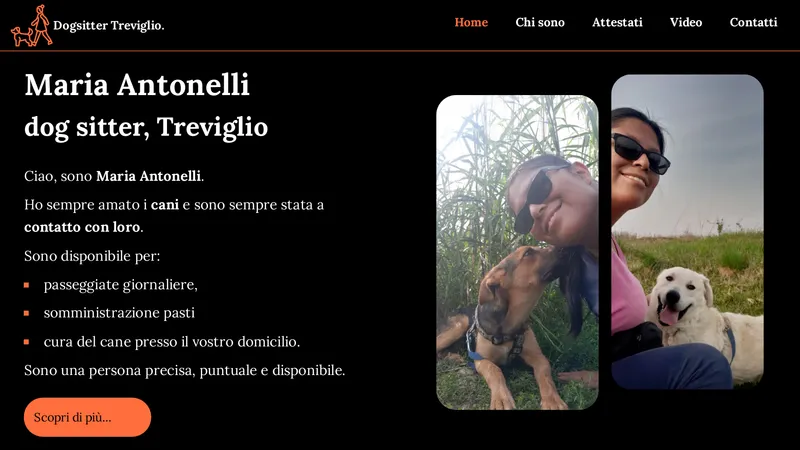 Dogsitter Treviglio.
Home
Chi sono
Attestati
Video
Contatti
Maria Antonelli
dog sitter, Treviglio
Ciao, sono Maria Antonelli.
Ho sempre amato i cani e sono sempre stata a
contatto con loro.
Sono disponibile per:
passeggiate giornaliere,
somministrazione pasti
cura del cane presso il vostro domicilio.
Sono una persona precisa, puntuale e disponibile.
Scopri di più...